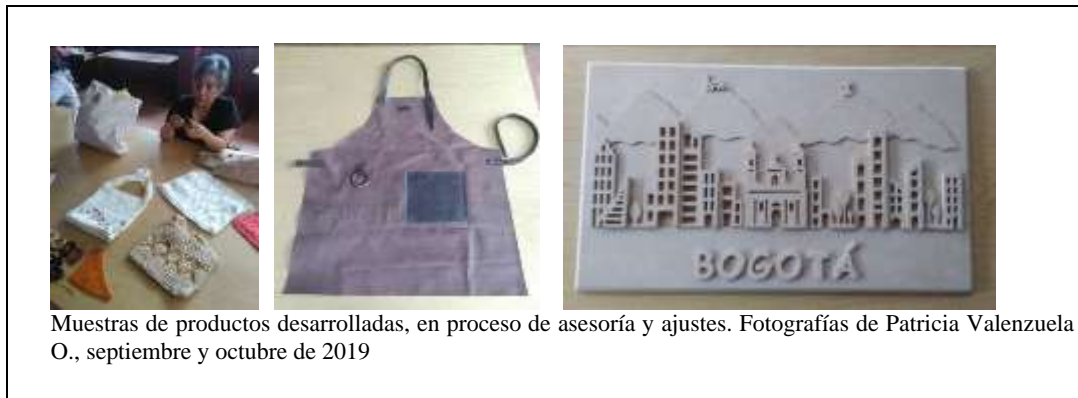 BOGOTÁ
Muestras de productos desarrolladas, en proceso de asesoría y ajustes. Fotografías de Patricia Valenzuela
O., septiembre y octubre de 2019